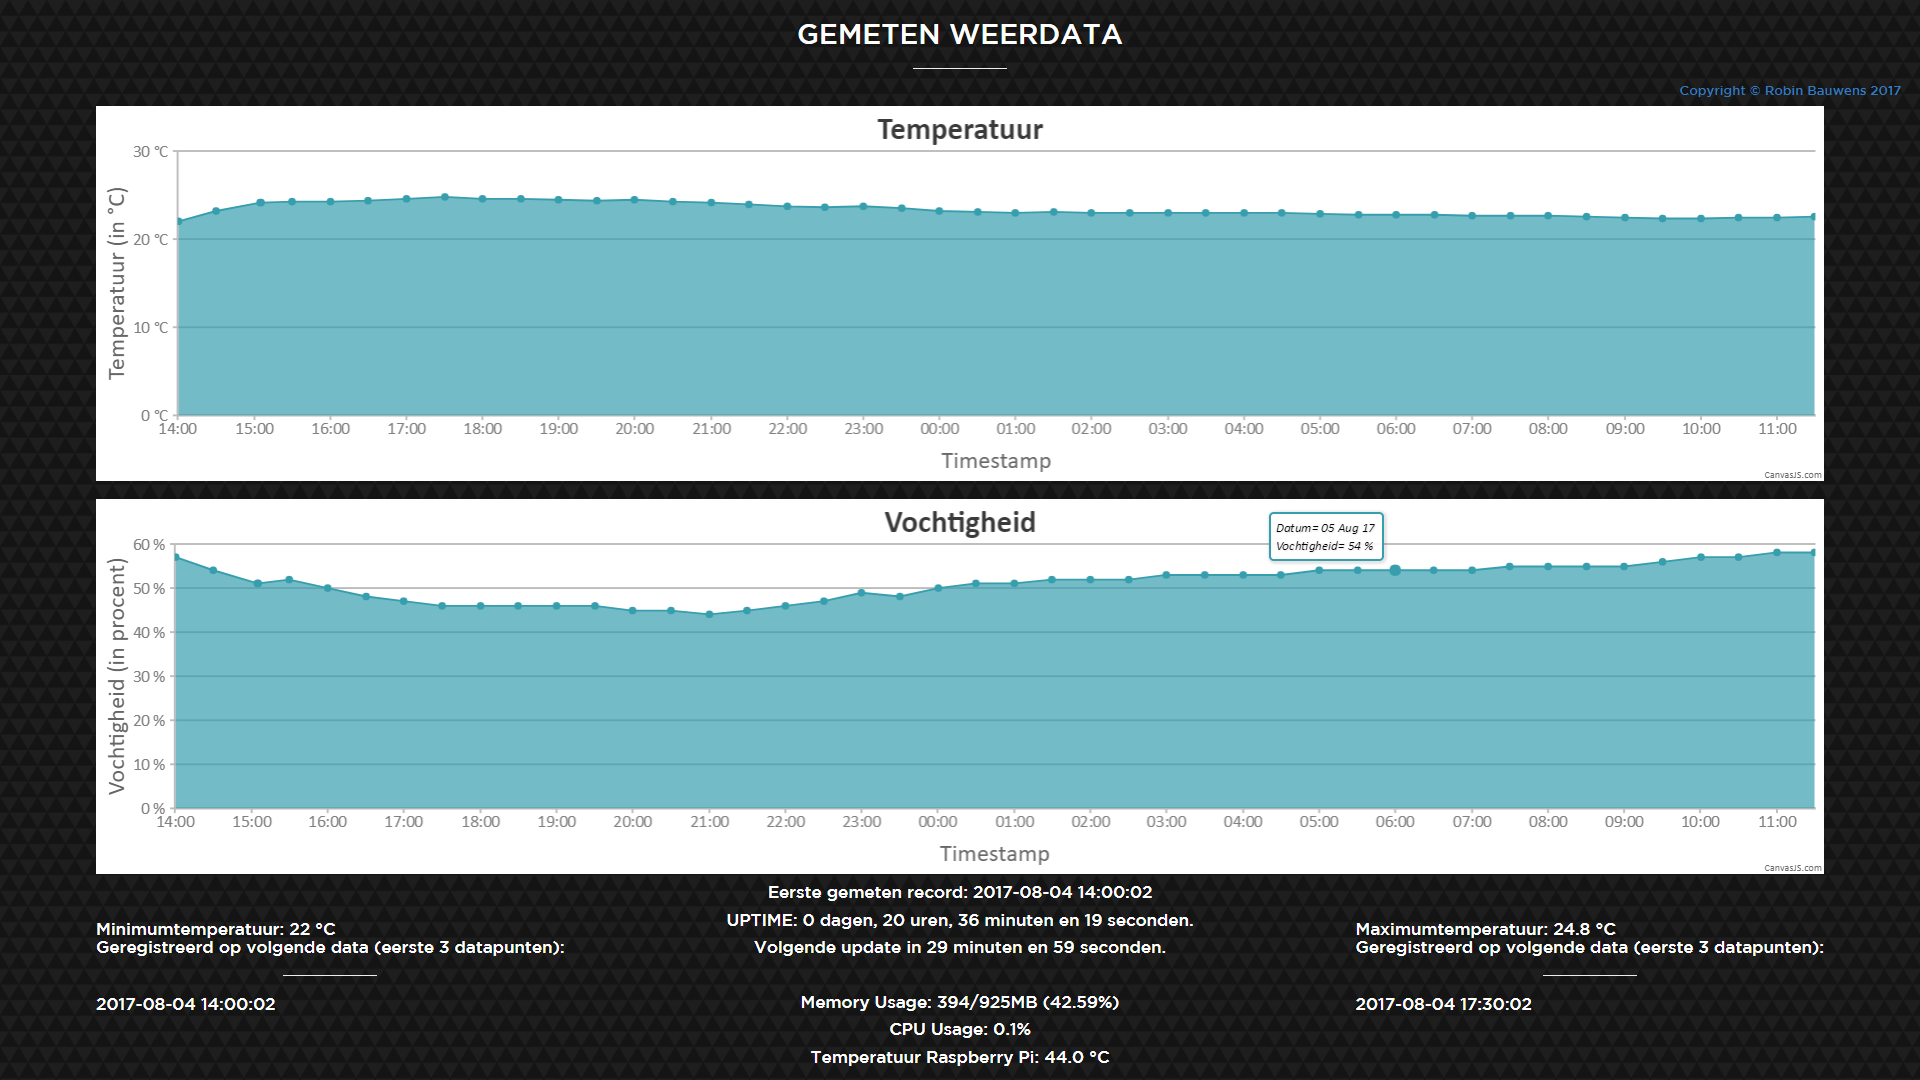 GEMETEN WEERDATA
Copyright © Robin Bauwens 2017
Temperatuur
Temperatuur (in °C)
30 °C
20 °C
10 °C
0 °C
14:00 15:00 16:00 17:00 18:00 19:00 20:00 21:00 22:00 23:00 00:00 01:00 02:00 03:00 04:00 05:00 06:00 07:00 08:00 09:00 10:00 11:00
Timestamp
CanvasJS.com
Vochtigheid
Datum= 05 Aug 17
Vochtigheid= 54 %
Vochtigheid (in procent)
60 %
50 %
40 %
30 %
20 %
10 %
0 %
14:00 15:00 16:00 17:00 18:00 19:00 20:00 21:00 22:00 23:00 00:00 01:00 02:00 03:00 04:00 05:00 06:00 07:00 08:00 09:00 10:00 11:00
Timestamp
CanvasJS.com
Minimumtemperatuur: 22 °C
Geregistreerd op volgende data (eerste 3 datapunten):
2017-08-04 14:00:02
Eerste gemeten record: 2017-08-04 14:00:02
UPTIME: 0 dagen, 20 uren, 36 minuten en 19 seconden.
Volgende update in 29 minuten en 59 seconden.
Memory Usage: 394/925MB (42.59%)
CPU Usage: 0.1%
Temperatuur Raspberry Pi: 44.0 °C
Maximumtemperatuur: 24.8 °C
Geregistreerd op volgende data (eerste 3 datapunten):
2017-08-04 17:30:02